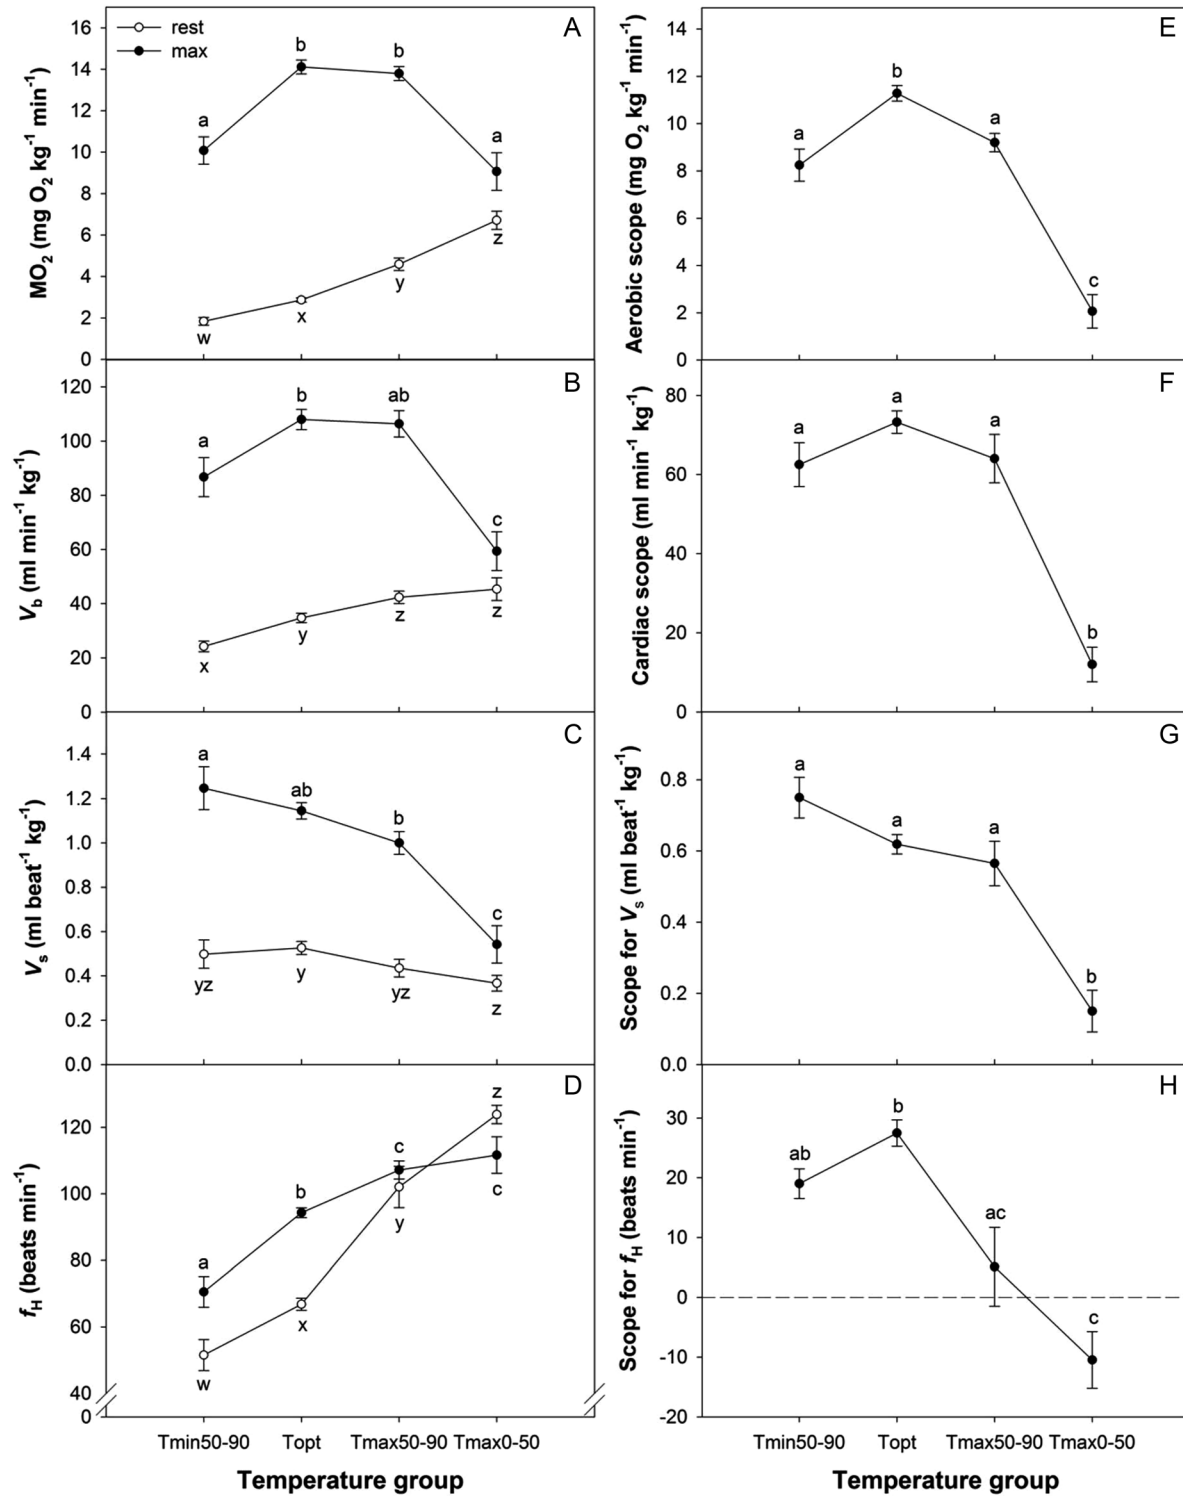 A
rest
max
MO2 (mg O2 kg-1 min-1)
16
14
12
10
8
6
4
2
0
a
b
b
a
w
x
y
z
B
Vb (ml min-1 kg-1)
120
100
80
60
40
20
0
a
b
ab
c
x
y
z
z
C
Vs (ml beat-1 kg-1)
1.4
1.2
1.0
0.8
0.6
0.4
0.2
0.0
a
ab
b
c
yz
y
yz
z
D
fH (beats min-1)
120
100
80
60
40
0
a
b
c
z
w
x
y
c
Tmin50-90 Topt Tmax50-90 Tmax0-50
Temperature group
E
Aerobic scope (mg O2 kg-1 min-1)
14
12
10
8
6
4
2
0
a
b
a
c
F
Cardiac scope (ml min-1 kg-1)
80
60
40
20
0
a
a
a
b
G
Scope for Vs (ml beat-1 kg-1)
0.8
0.6
0.4
0.2
0.0
a
a
a
b
H
Scope for fH (beats min-1)
30
20
10
0
-10
-20
ab
b
ac
c
Tmin50-90 Topt Tmax50-90 Tmax0-50
Temperature group